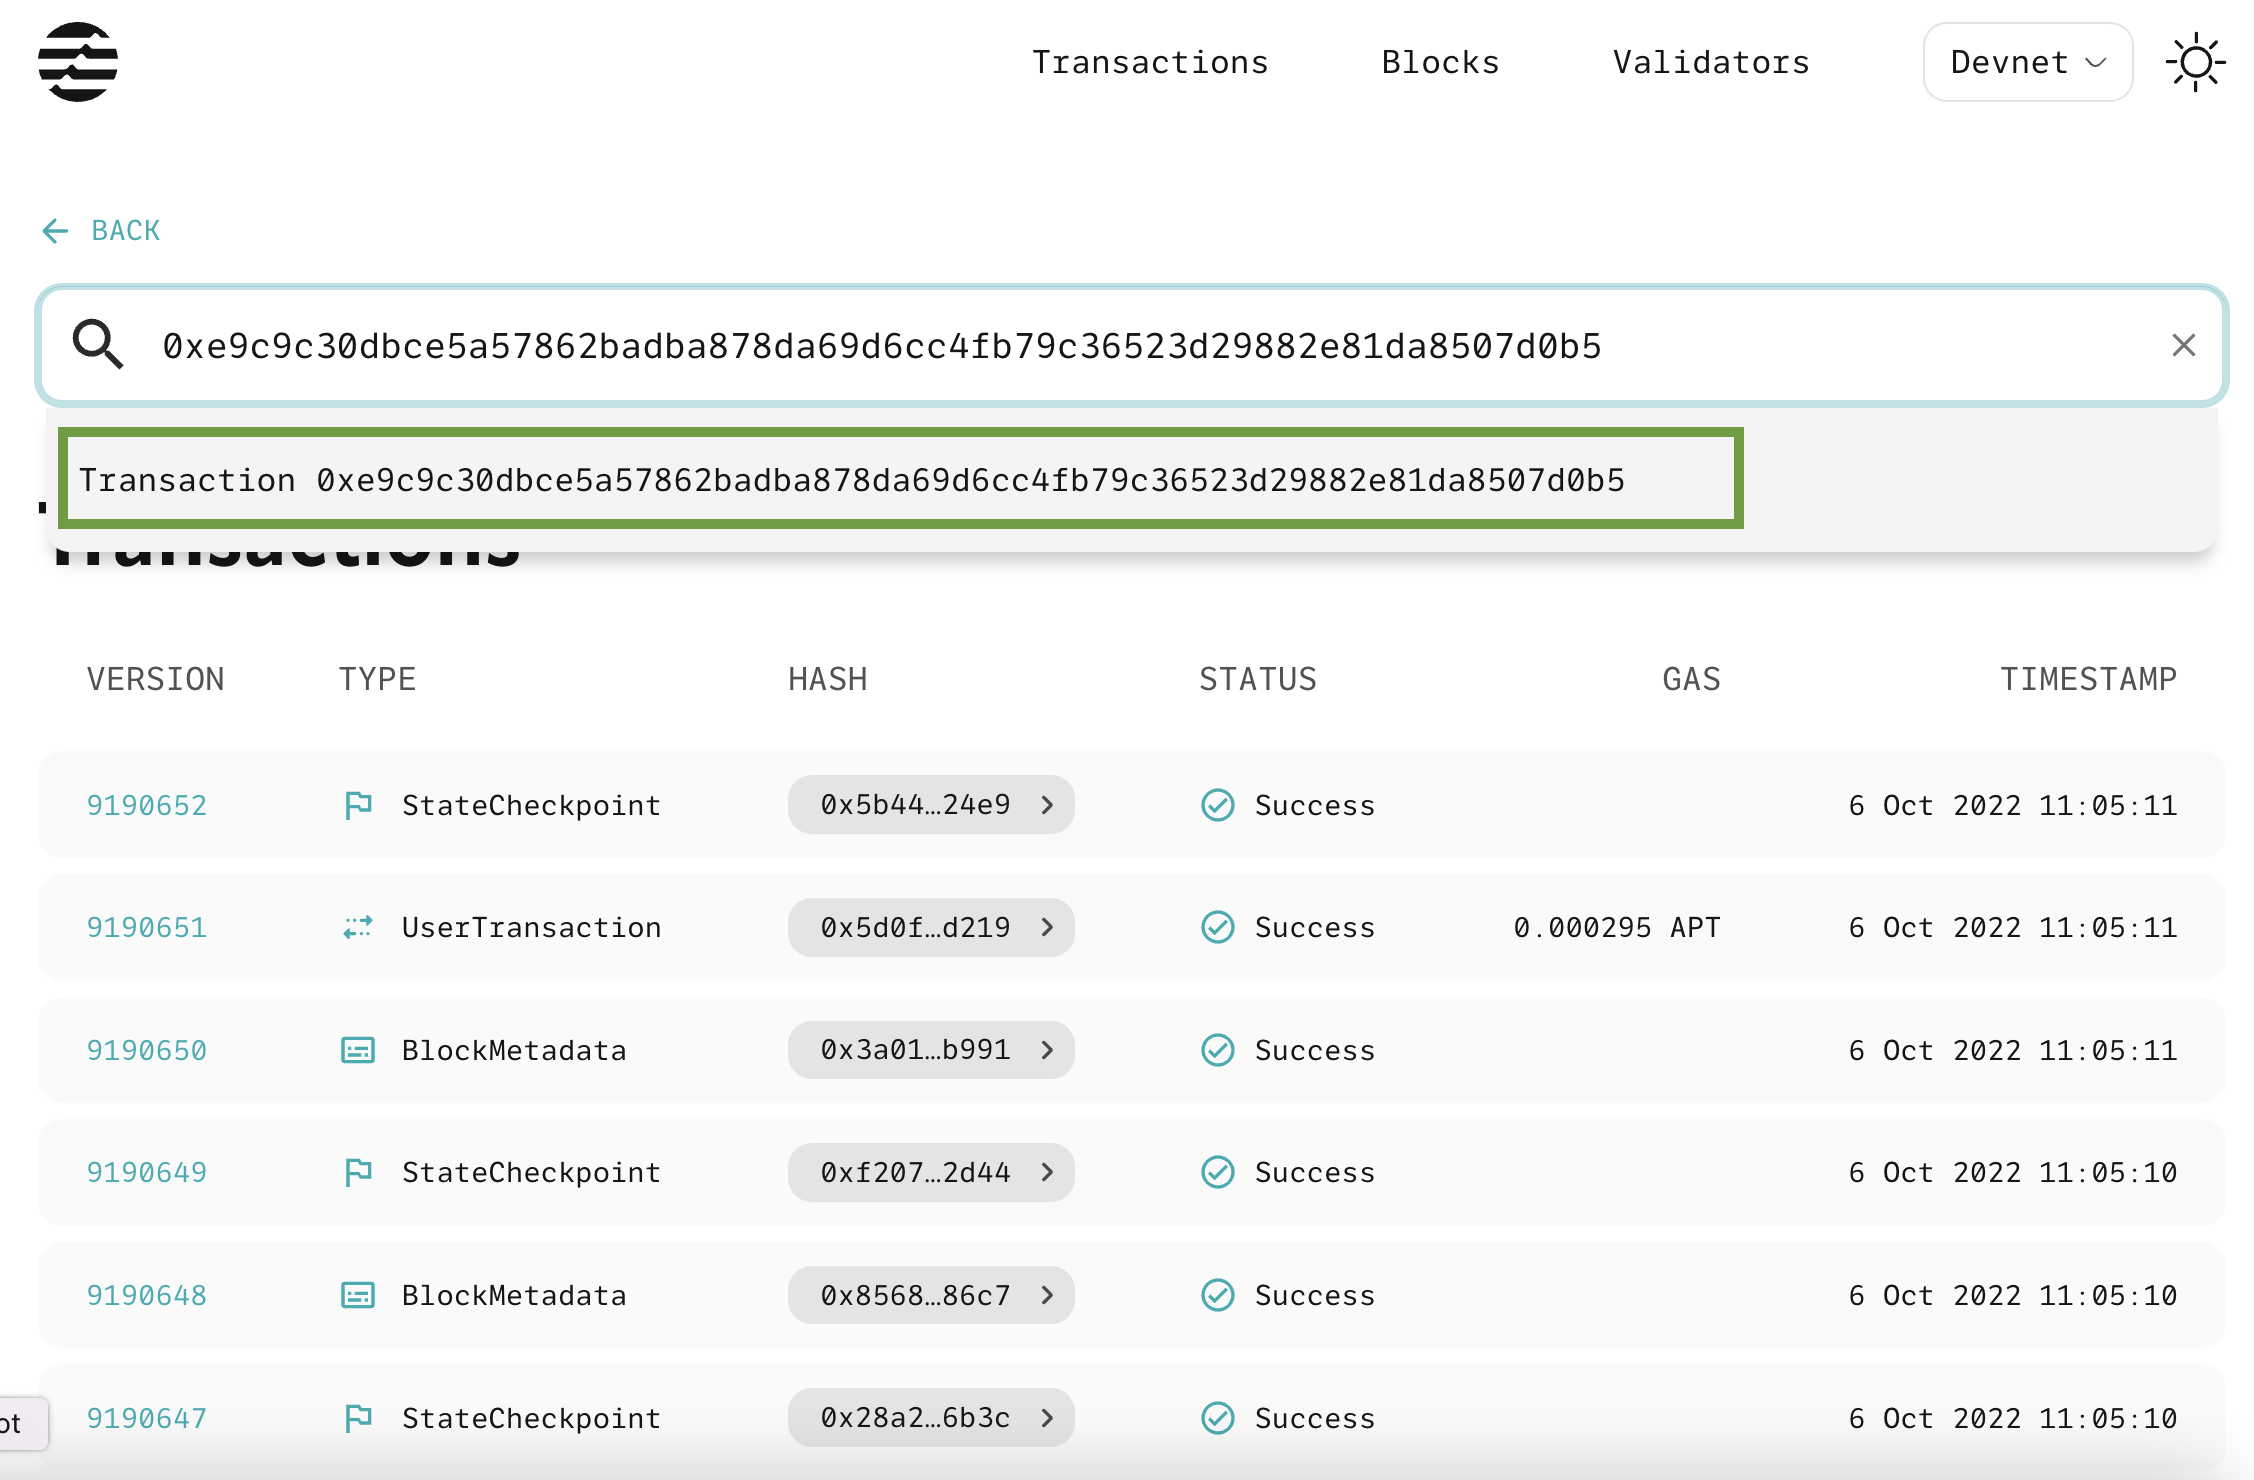 Transactions Blocks Validators Devnet
BACK
0xe9c9c30dbce5a57862badba878da69d6cc4fb79c36523d29882e81da8507d0b5
Transaction 0xe9c9c30dbce5a57862badba878da69d6cc4fb79c36523d29882e81da8507d0b5
Transactions
VERSION TYPE HASH STATUS GAS TIMESTAMP
9190652 StateCheckpoint 0x5b44…24e9 Success 6 Oct 2022 11:05:11
9190651 UserTransaction 0x5d0f…d219 Success 0.000295 APT 6 Oct 2022 11:05:11
9190650 BlockMetadata 0x3a01…b991 Success 6 Oct 2022 11:05:11
9190649 StateCheckpoint 0xf207…2d44 Success 6 Oct 2022 11:05:10
9190648 BlockMetadata 0x8568…86c7 Success 6 Oct 2022 11:05:10
9190647 StateCheckpoint 0x28a2…6b3c Success 6 Oct 2022 11:05:10